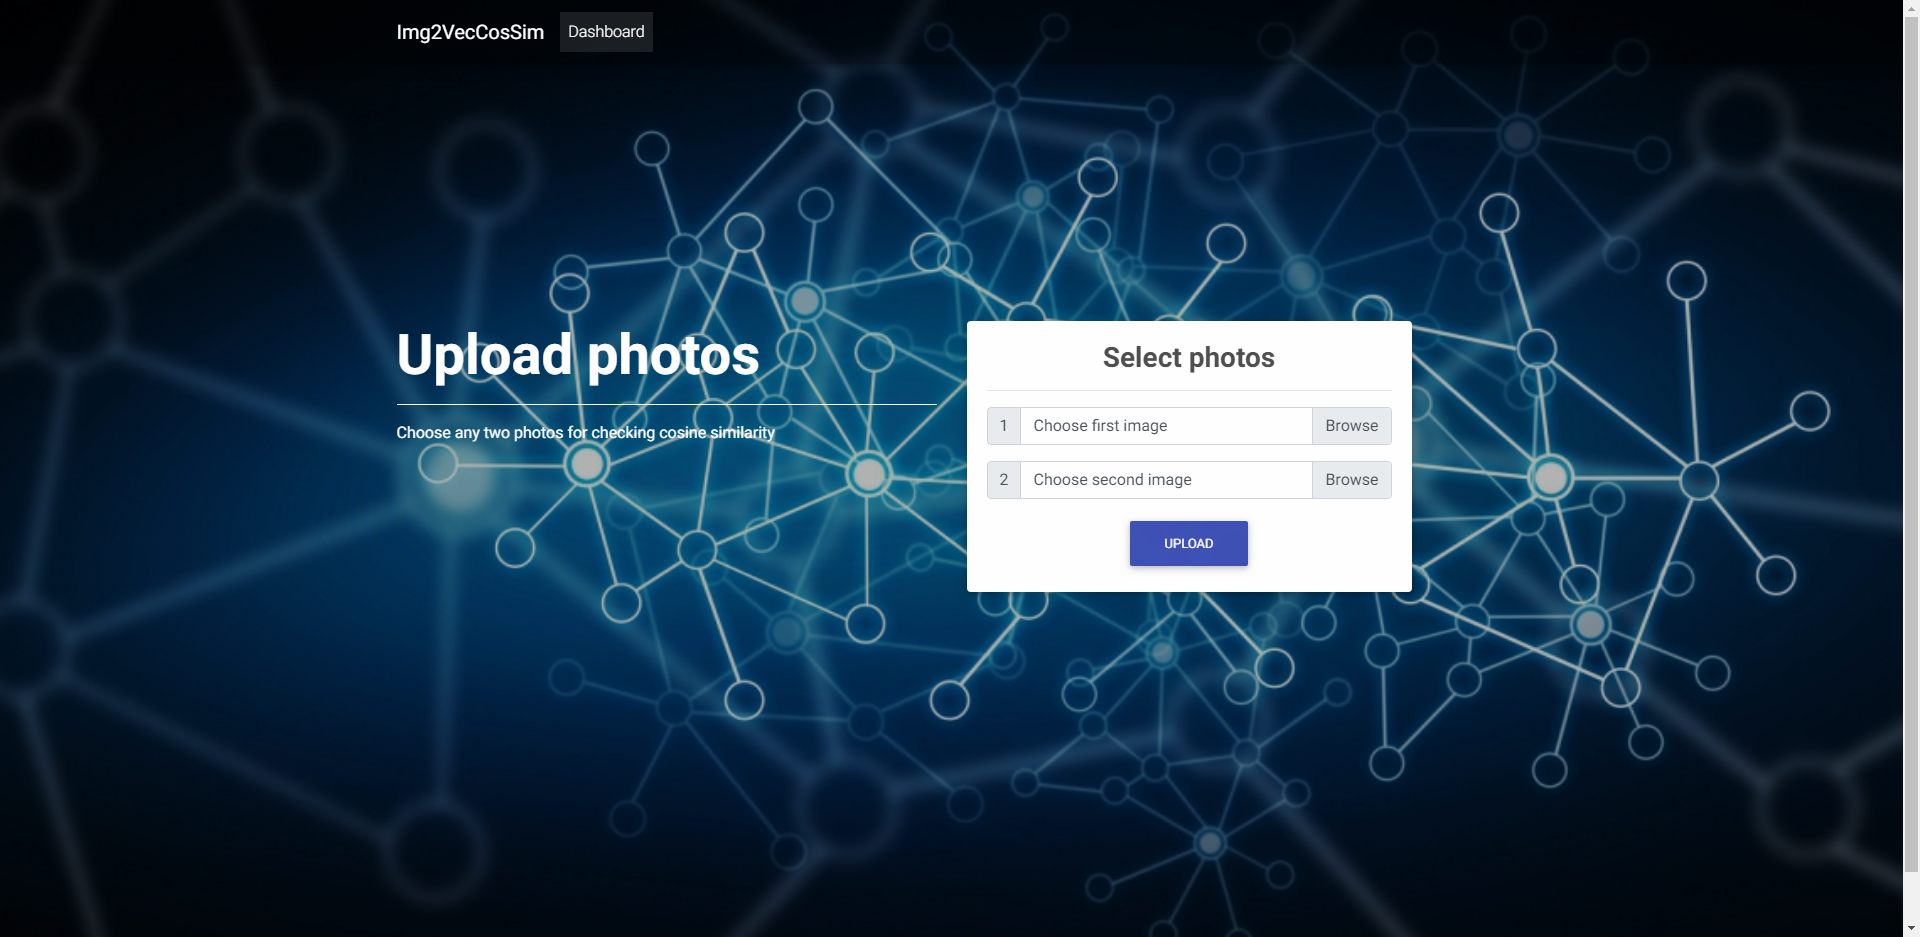 Img2VecCosSim Dashboard
Upload photos
Choose any two photos for checking cosine similarity
Select photos
1 Choose first image Browse
2 Choose second image Browse
UPLOAD